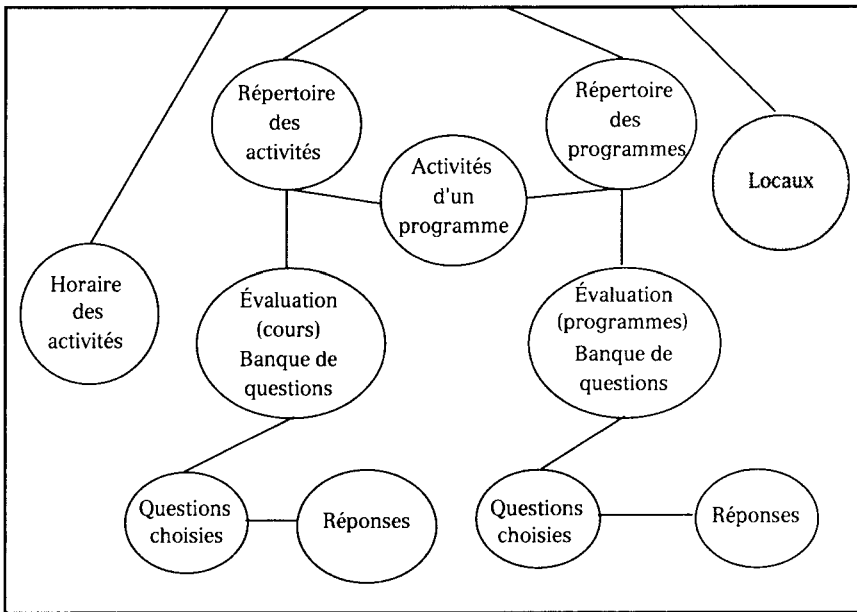 Répertoire
des
activités
Répertoire
des
programmes
Activités
d'un
programme
Locaux
Horaire
des
activités
Évaluation
(cours)
Banque de
questions
Évaluation
(programmes)
Banque de
questions
Questions
choisies
Réponses
Questions
choisies
Réponses